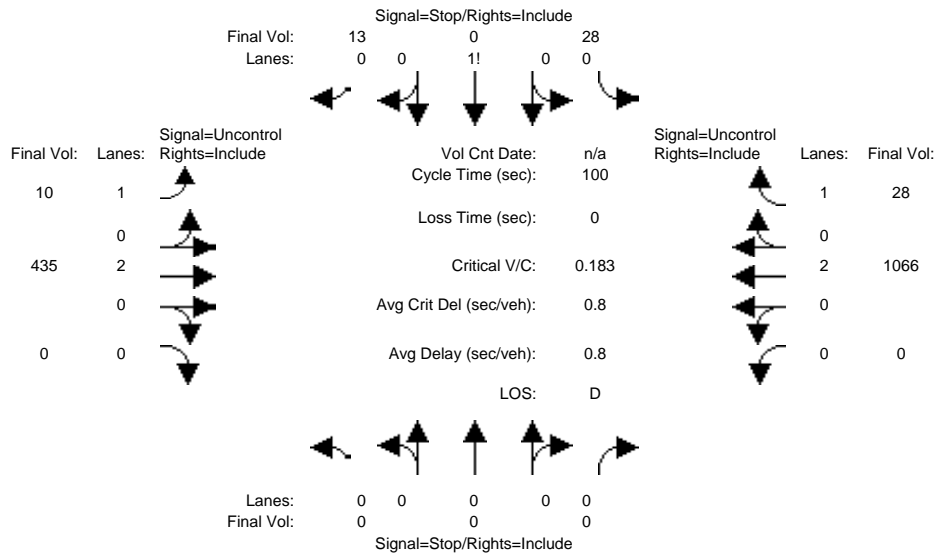 Signal=Stop/Rights=Include
Final Vol: 13 0 28
Lanes: 0 0 1! 0 0
Signal=Uncontrol
Final Vol: Lanes: Rights=Include
Vol Cnt Date: n/a
Signal=Uncontrol
Rights=Include Lanes: Final Vol:
Cycle Time (sec): 100
10 1
1 28
Loss Time (sec): 0
0
0
435 2
Critical V/C: 0.183
2 1066
0
Avg Crit Del (sec/veh): 0.8
0
0 0
Avg Delay (sec/veh): 0.8
0 0
LOS: D
Lanes: 0 0 0 0 0
Final Vol: 0 0 0
Signal=Stop/Rights=Include